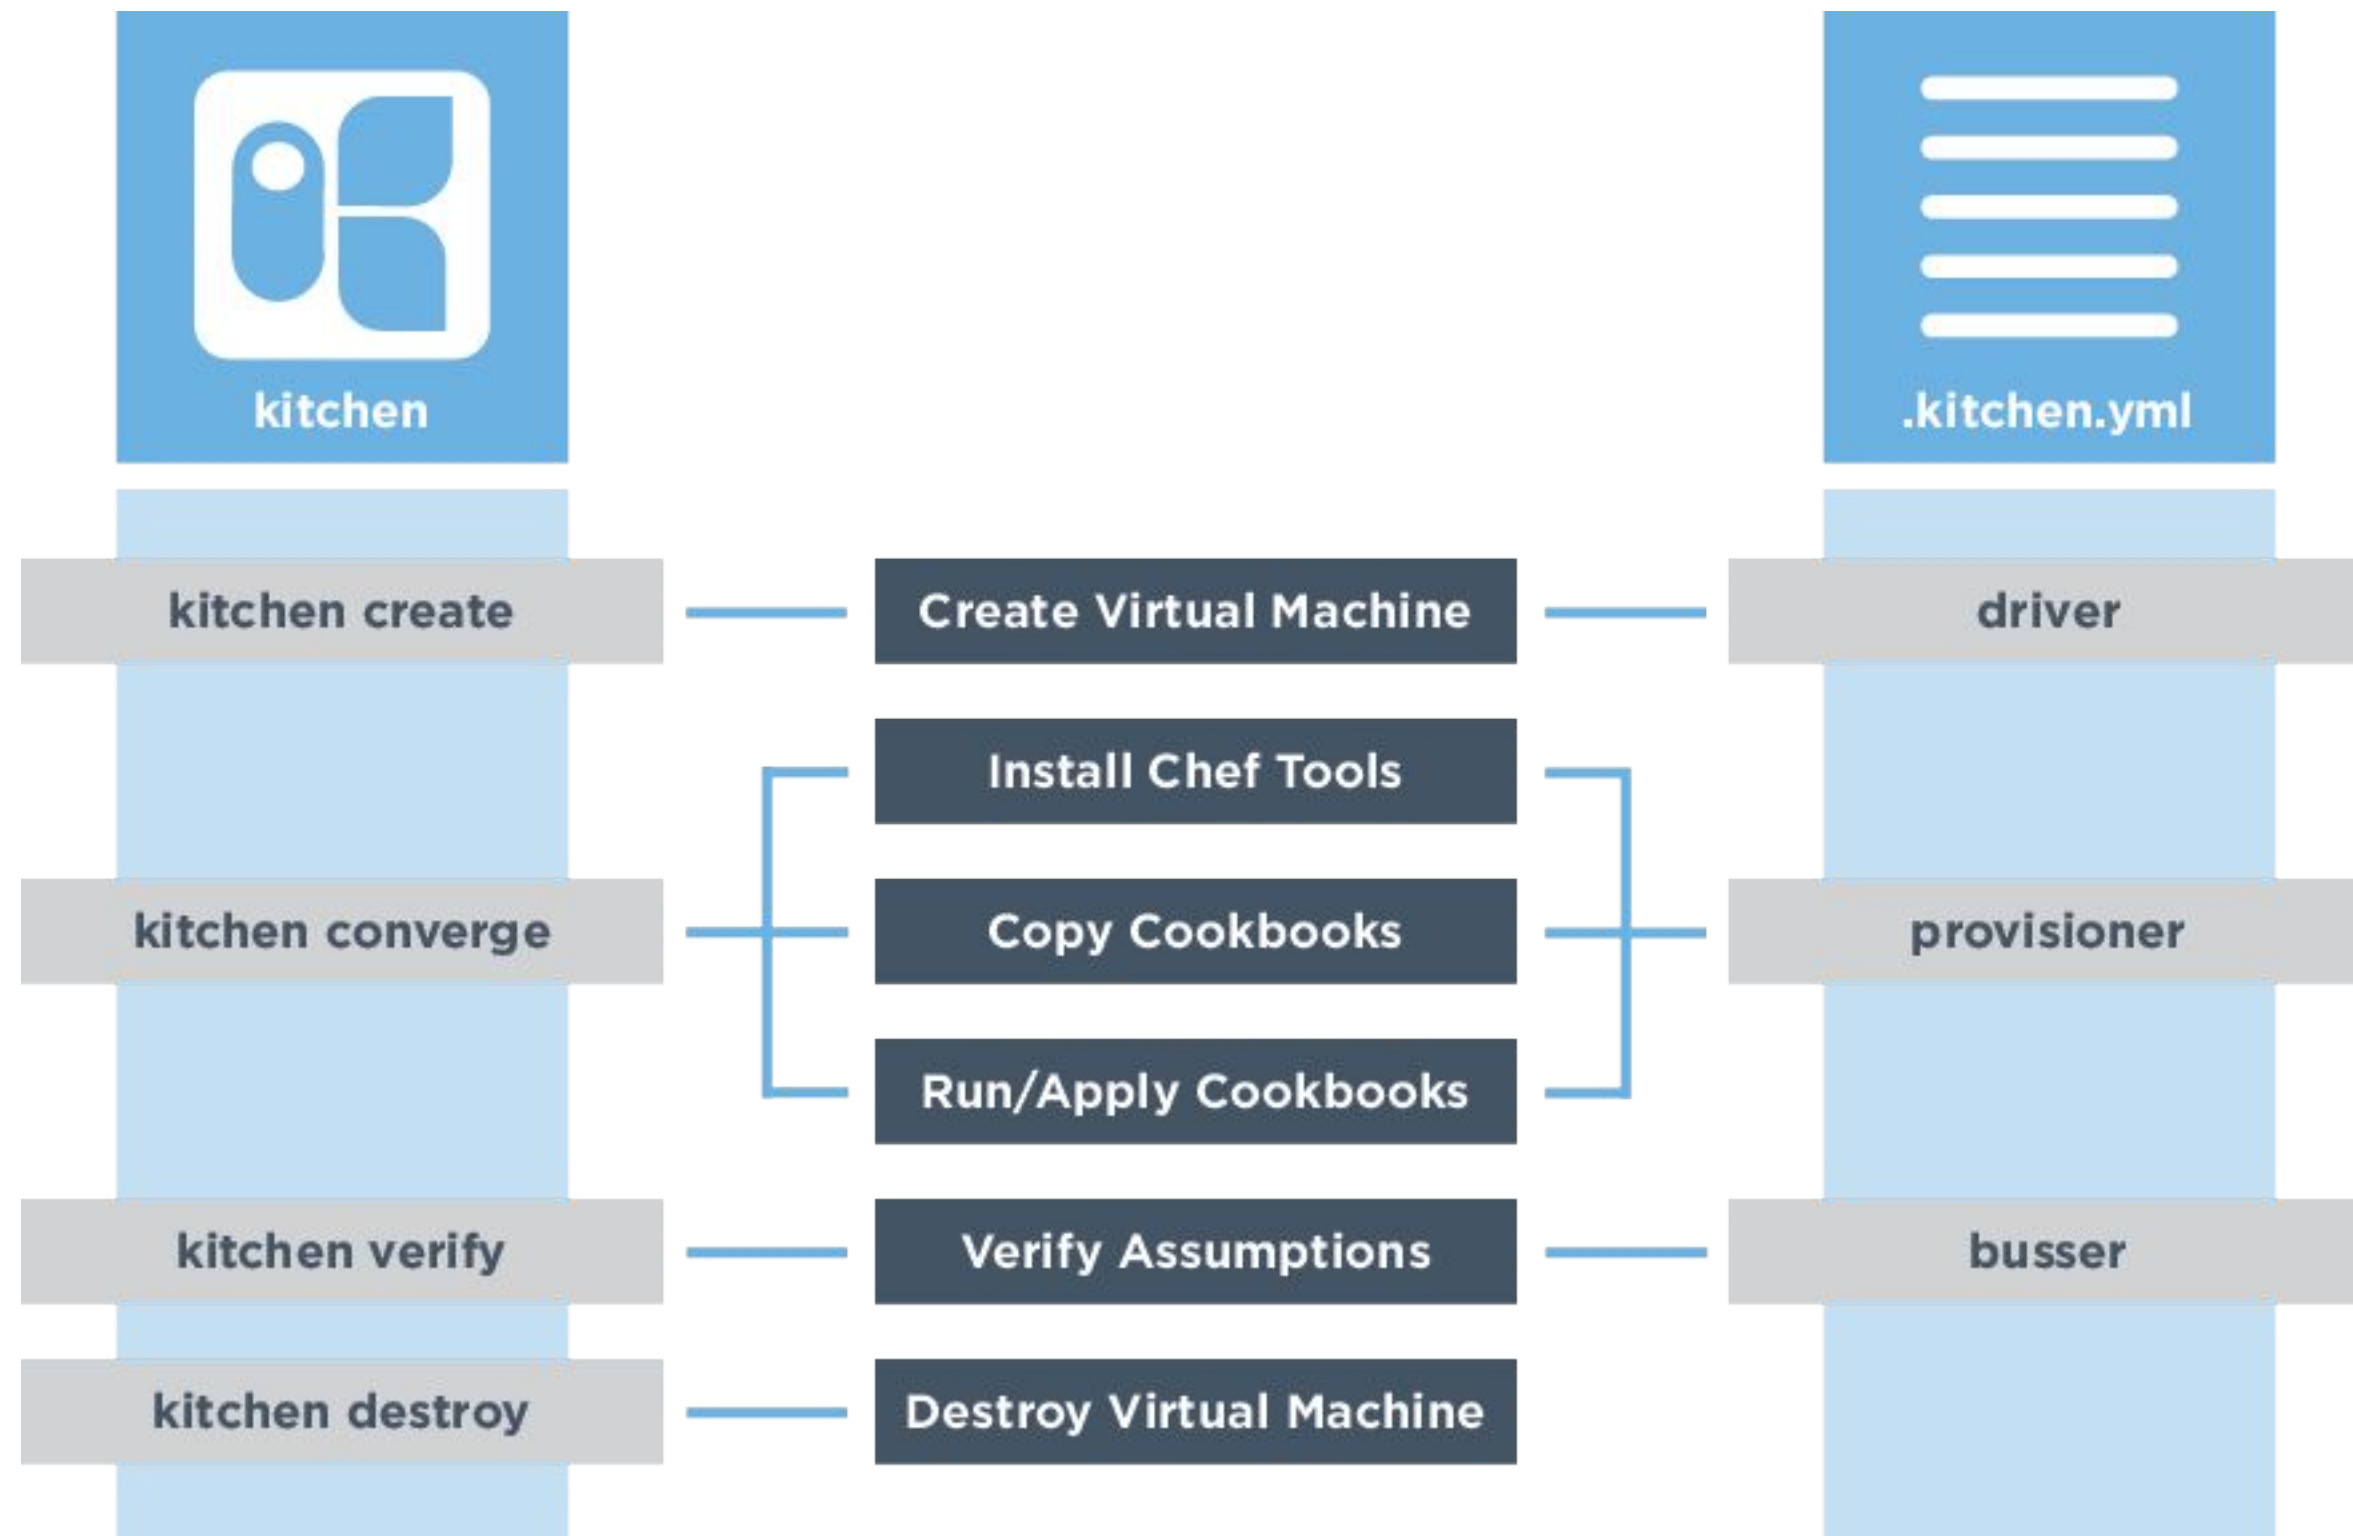 kitchen
.kitchen.yml
kitchen create
Create Virtual Machine
driver
Install Chef Tools
kitchen converge
Copy Cookbooks
provisioner
Run/Apply Cookbooks
kitchen verify
Verify Assumptions
busser
kitchen destroy
Destroy Virtual Machine